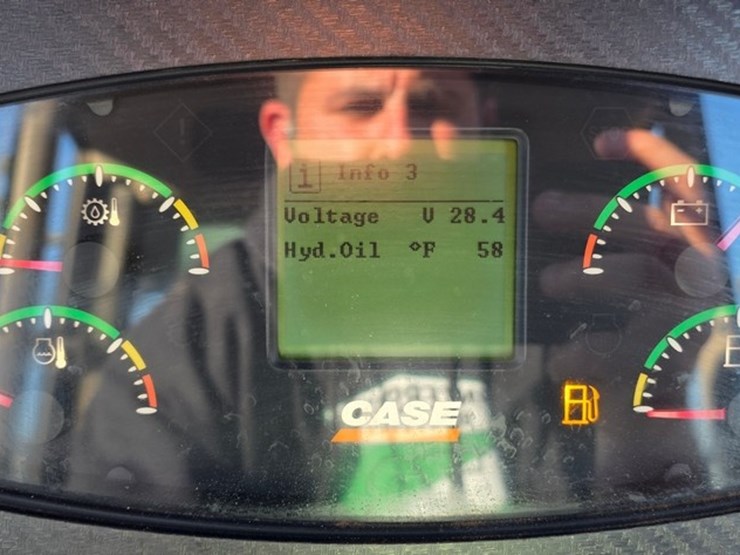 i Info 3
Voltage V 28.4
Hyd.Oil °F 58
CASE